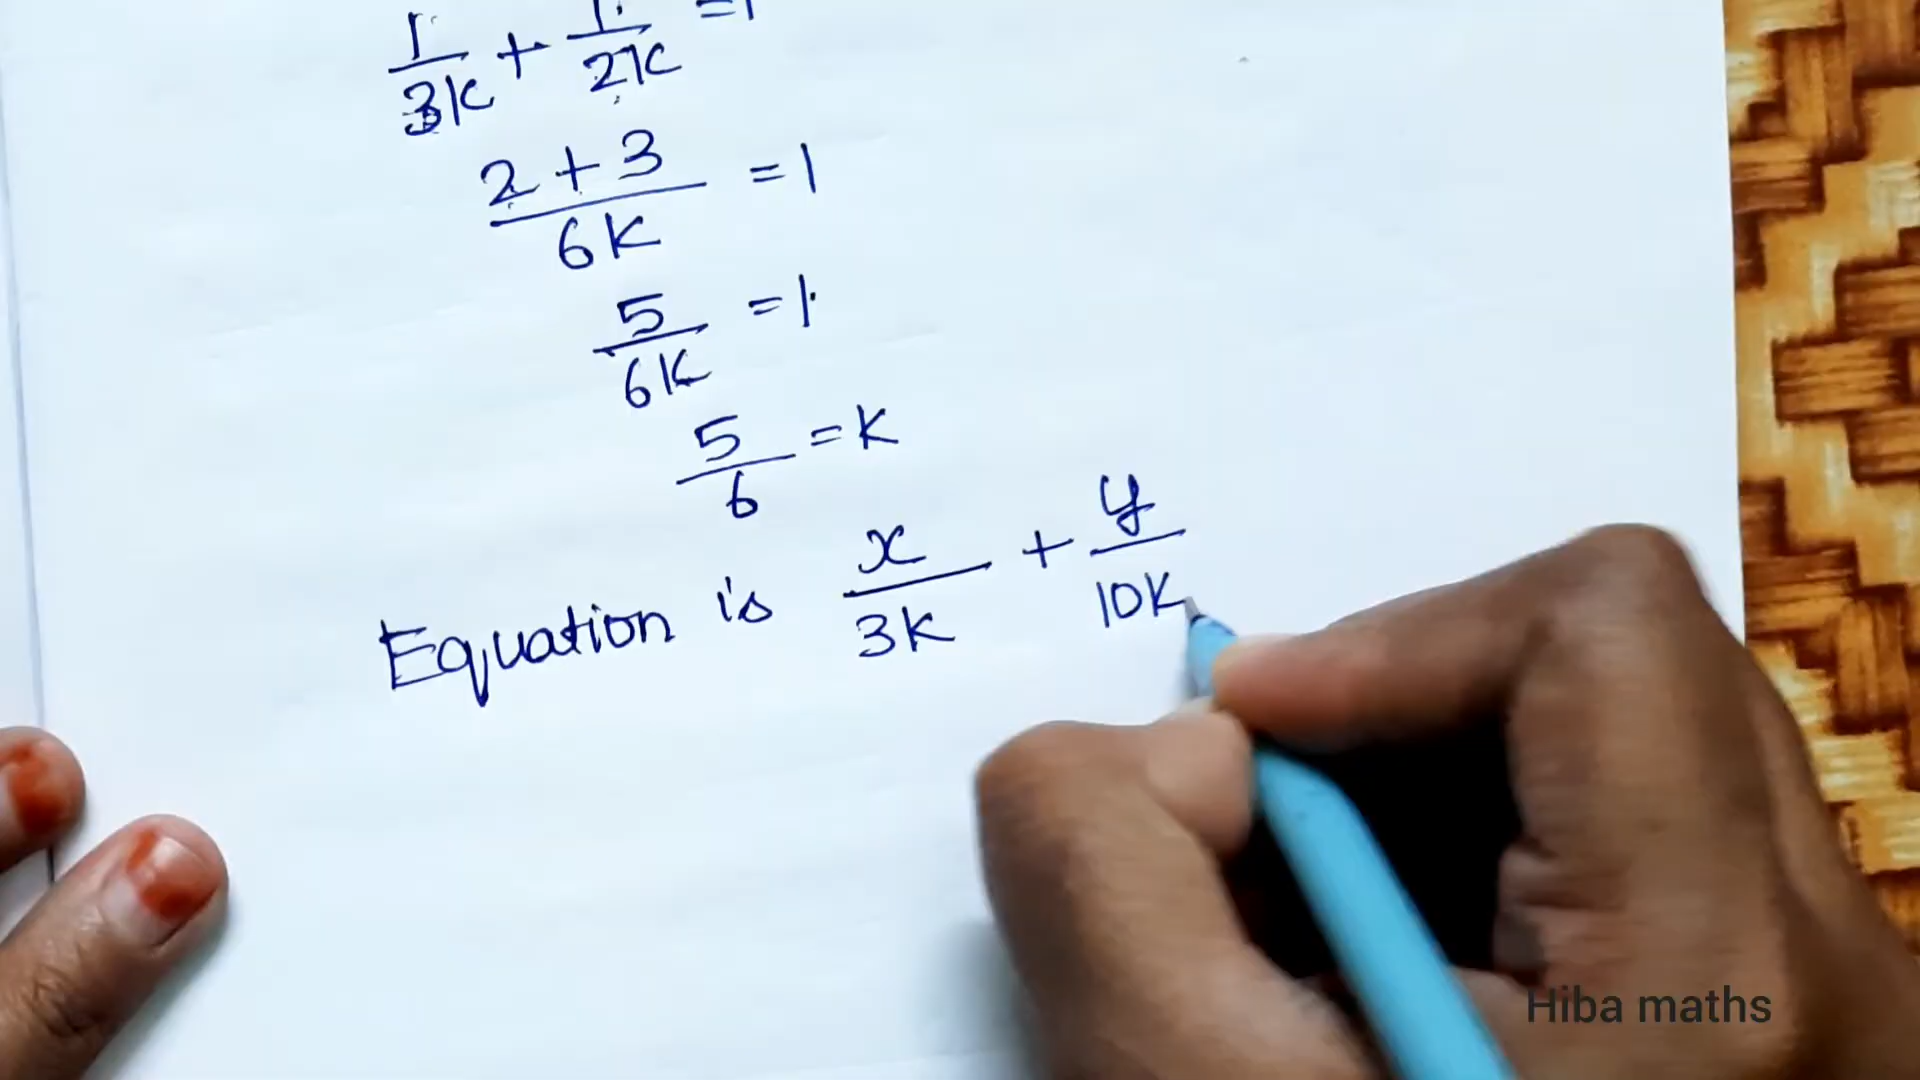 1/3K + 1/2K = 1
2 + 3/6K = 1
5/6K = 1
5/6 = K
Equation is x/3K + y/10K
Hiba maths